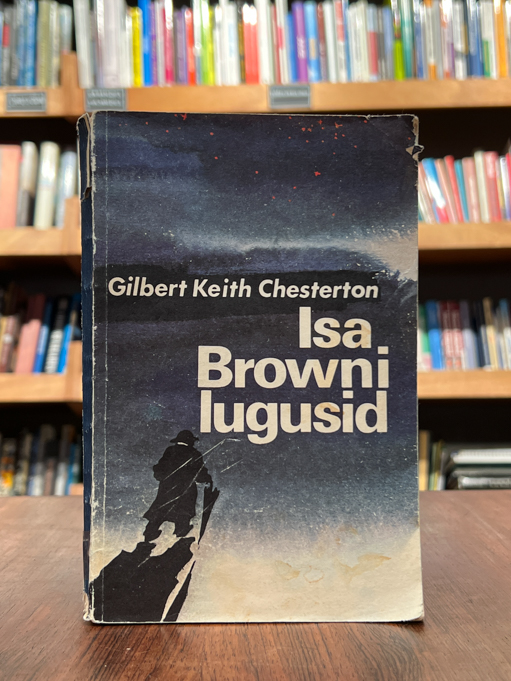 Gilbert Keith Chesterton
Isa
Browni
lugusid